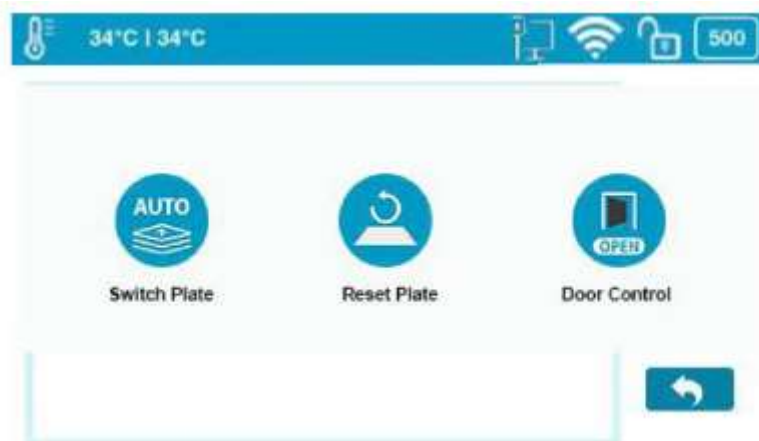 34°C | 34°C
500
AUTO
OPEN
Switch Plate
Reset Plate
Door Control